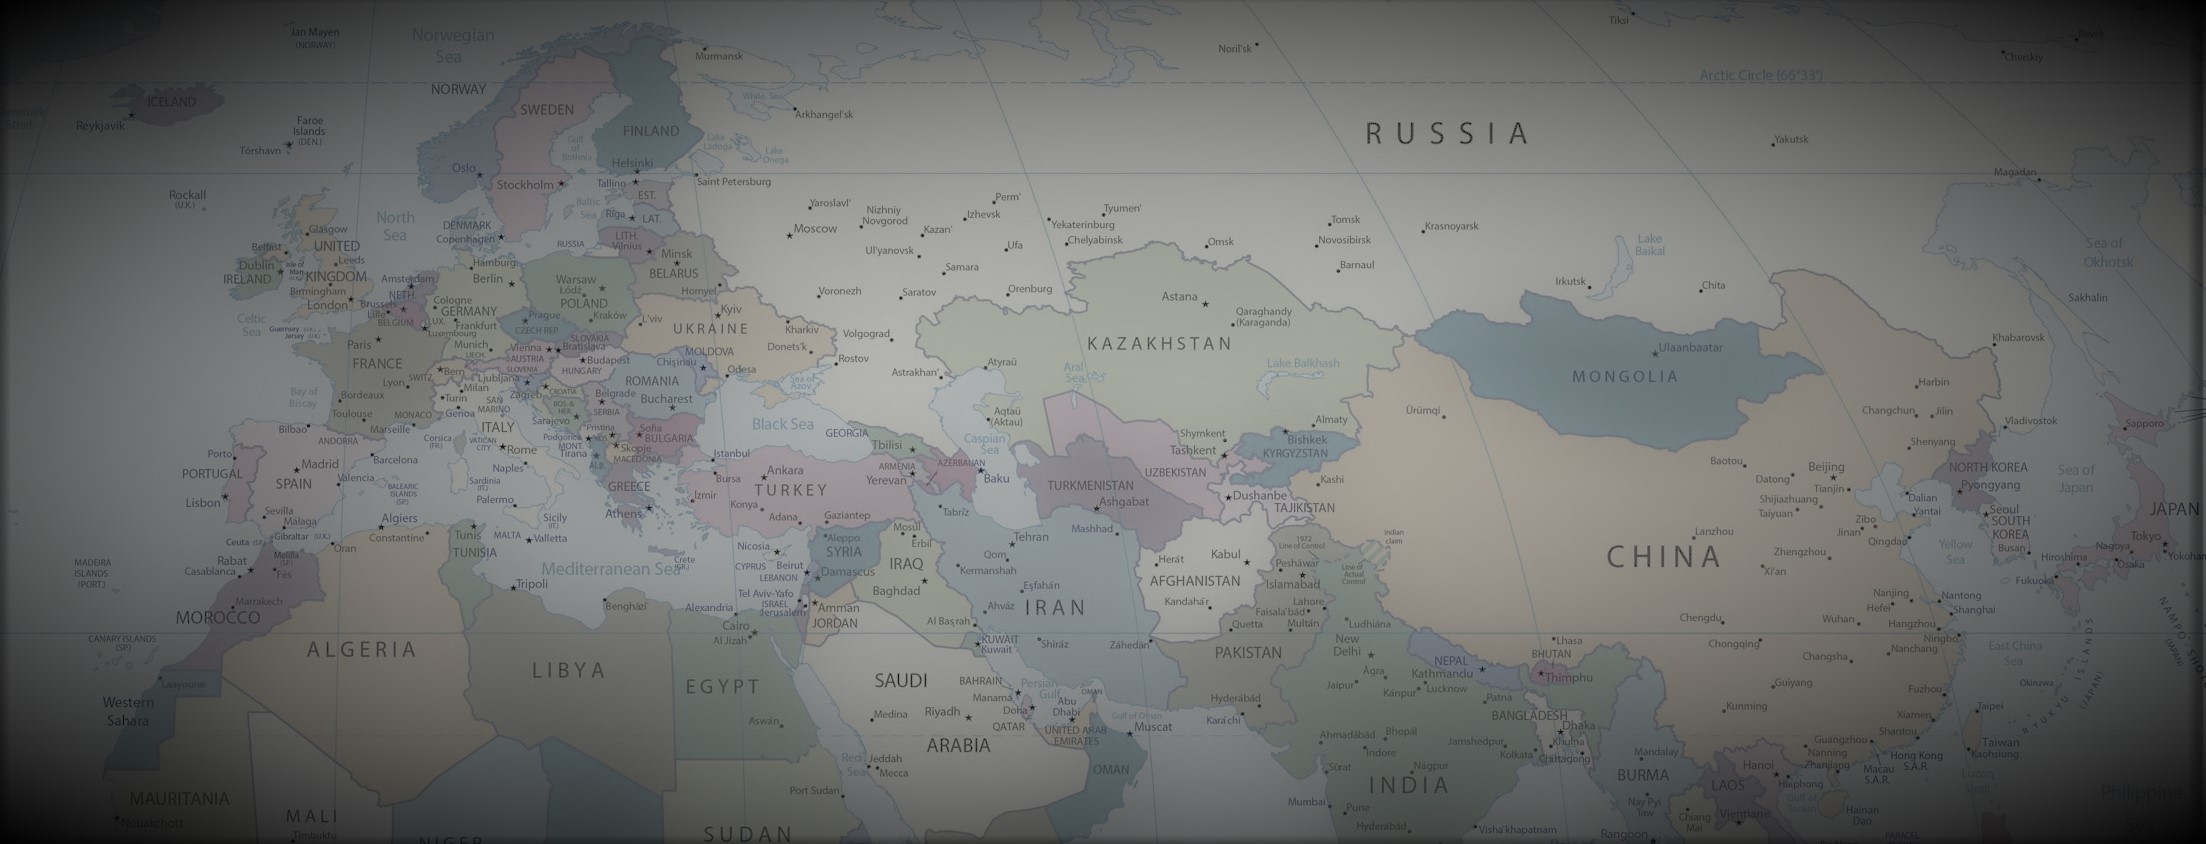 Jan Mayen
(NORWAY)
Norwegian
Sea
Murmansk
Noril'sk
Tiksi
Cherskiy
Arctic Circle (66°33')
ICELAND
Reykjavík
Faroe
Islands
(DEN.)
Tórshavn
NORWAY
SWEDEN
FINLAND
White Sea
Arkhangel'sk
RUSSIA
Yakutsk
Magadan
Gulf
of
Bothnia
Lake
Ladoga
Lake
Onega
Oslo
Stockholm
Helsinki
Tallinn
EST.
Saint Petersburg
Rockall
(U.K.)
North
Sea
Baltic
Sea
Rīga
LAT.
Yaroslavl'
Moscow
Nizhniy
Novgorod
Perm'
Izhevsk
Kazan'
Yekaterinburg
Tyumen'
Chelyabinsk
Ufa
Ul'yanovsk
Samara
Omsk
Tomsk
Novosibirsk
Krasnoyarsk
Barnaul
Lake
Baikal
Irkutsk
Chita
Sea of
Okhotsk
Sakhalin
Khabarovsk
Glasgow
Belfast
UNITED
KINGDOM
Leeds
Isle of
Man
Dublin
IRELAND
Birmingham
London
DENMARK
Copenhagen
RUSSIA
LITH.
Vilnius
Minsk
BELARUS
Homyel'
Hamburg
Amsterdam
NETH.
Berlin
Warsaw
Łódź
POLAND
Kraków
Brussels
Lille
BELGIUM
Cologne
GERMANY
Frankfurt
LUX.
Luxembourg
Prague
CZECH REP.
L'viv
Kyiv
UKRAINE
Kharkiv
Donets'k
Voronezh
Saratov
Orenburg
Volgograd
Rostov
Astrakhan'
Atyraū
Astana
Qaraghandy
(Karaganda)
KAZAKHSTAN
Lake Balkhash
Aral
Sea
Ulaanbaatar
MONGOLIA
Celtic
Sea
Guernsey (U.K.)
Jersey (U.K.)
Paris
FRANCE
Munich
LIECH.
Vienna
AUSTRIA
SLOVAKIA
Bratislava
Budapest
HUNGARY
MOLDOVA
Chisinau
Odesa
Sea of
Azov
Bay of
Biscay
Lyon
SWITZ.
Bern
Milan
Turin
Genoa
Ljubljana
SLOVENIA
Zagreb
CROATIA
BOS. &
HER.
Sarajevo
Belgrade
SERBIA
ROMANIA
Bucharest
Bordeaux
Toulouse
MONACO
Marseille
ANDORRA
Bilbao
SAN
MARINO
ITALY
VATICAN
CITY
Rome
Corsica
(FR.)
Podgorica
MONT.
Pristina
KOS.
Sofia
BULGARIA
Skopje
MACEDONIA
Tirana
ALB.
Black Sea
GEORGIA
Tbilisi
Caspian
Sea
Aqtaū
(Aktau)
Shymkent
Tashkent
Almaty
Bishkek
KYRGYZSTAN
Ürümqi
Harbin
Changchun
Jilin
Vladivostok
Shenyang
Sapporo
Porto
PORTUGAL
Lisbon
Madrid
SPAIN
Barcelona
Valencia
BALEARIC
ISLANDS
(SP.)
Sardinia
(IT.)
Naples
Palermo
Sicily
(IT.)
GREECE
Athens
Istanbul
Bursa
Ankara
TURKEY
İzmir
Konya
Adana
Gaziantep
ARMENIA
Yerevan
AZERBAIJAN
Baku
TURKMENISTAN
Ashgabat
UZBEKISTAN
Dushanbe
TAJIKISTAN
Kashi
Baotou
Datong
Beijing
Tianjin
Shijiazhuang
Taiyuan
Dalian
Yantai
NORTH KOREA
Pyongyang
Seoul
SOUTH
KOREA
Busan
Sea of
Japan
JAPAN
Tokyo
Yokohama
Nagoya
Osaka
Hiroshima
Fukuoka
Sevilla
Málaga
Gibraltar (U.K.)
Ceuta (SP.)
Melilla
(SP.)
Algiers
Oran
Constantine
Tunis
TUNISIA
MALTA
Valletta
Tripoli
Mediterranean Sea
Crete
(GR.)
Nicosia
CYPRUS
Beirut
LEBANON
Aleppo
SYRIA
Damascus
Mosul
Erbil
IRAQ
Baghdad
Tabrīz
Tehran
Qom
Kermanshah
Mashhad
Eşfahān
Ahvāz
IRAN
Herāt
Kabul
AFGHANISTAN
Kandahār
1972
Line of Control
Indian
claim
Line of
Actual
Control
Peshāwar
Islamabad
Lahore
Faisalābād
Multān
Quetta
Ludhiāna
CHINA
Lanzhou
Zhengzhou
Xi'an
Zibo
Jinan
Qingdao
Yellow
Sea
MADEIRA
ISLANDS
(PORT.)
Rabat
Casablanca
Fès
Marrakech
MOROCCO
CANARY ISLANDS
(SP.)
Laayoune
Western
Sahara
ALGERIA
LIBYA
Benghāzī
Alexandria
Cairo
Al Jīzah
EGYPT
Aswān
Tel Aviv-Yafo
ISRAEL
Jerusalem
Amman
JORDAN
Al Baṣrah
KUWAIT
Kuwait
Shīrāz
Zāhedān
SAUDI
ARABIA
BAHRAIN
Manama
Persian
Gulf
Doha
QATAR
Riyadh
Medina
OMAN
Abu
Dhabi
UNITED ARAB
EMIRATES
Gulf of Oman
Muscat
OMAN
Red
Sea
Jeddah
Mecca
Port Sudan
PAKISTAN
Hyderābād
Karāchi
New
Delhi
Āgra
Jaipur
Kānpur
Lucknow
NEPAL
Kathmandu
Patna
Lhasa
BHUTAN
Thimphu
BANGLADESH
Dhaka
Khulna
Chittagong
Ahmadābād
Bhopāl
Indore
Jamshedpur
Kolkata
Sūrat
Nāgpur
INDIA
Mumbai
Pune
Hyderābād
Visha'khapatnam
Chengdu
Chongqing
Wuhan
Hefei
Nanjing
Nantong
Shanghai
Hangzhou
Ningbo
Nanchang
Changsha
Guiyang
Kunming
Fuzhou
Xiamen
Shantou
Guangzhou
Nanning
Zhanjiang
Macau
S.A.R.
Hong Kong
S.A.R.
Taipei
Taiwan
Kaohsiung
East China
Sea
Okinawa
RYUKYU ISLANDS
(JAPAN)
Luzon
Strait
Philippine
Mandalay
BURMA
Nay Pyi
Taw
Rangoon
Chiang
Mai
LAOS
Vientiane
Hanoi
Haiphong
Gulf of
Tonkin
Hainan
Dao
PARACEL
MAURITANIA
Nouakchott
MALI
Timbuktu
NIGER
SUDAN